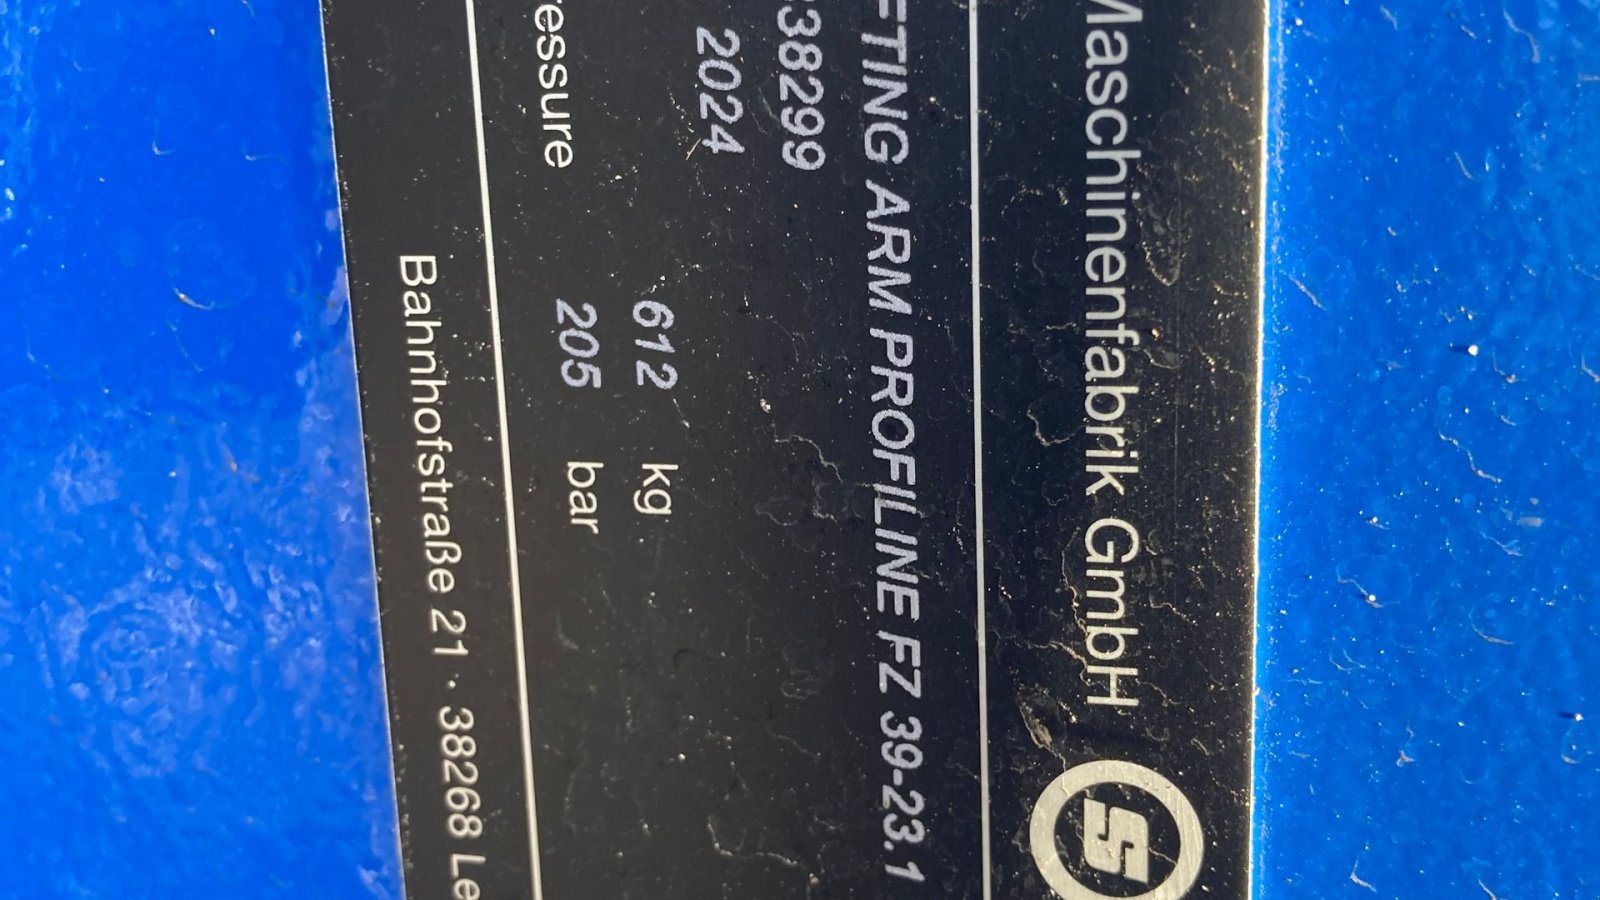 Maschinenfabrik GmbH
FTING ARM PROFILINE FZ 39-23.1
38299
2024
612 kg
essure 205 bar
Bahnhofstraße 21 · 38268 Le